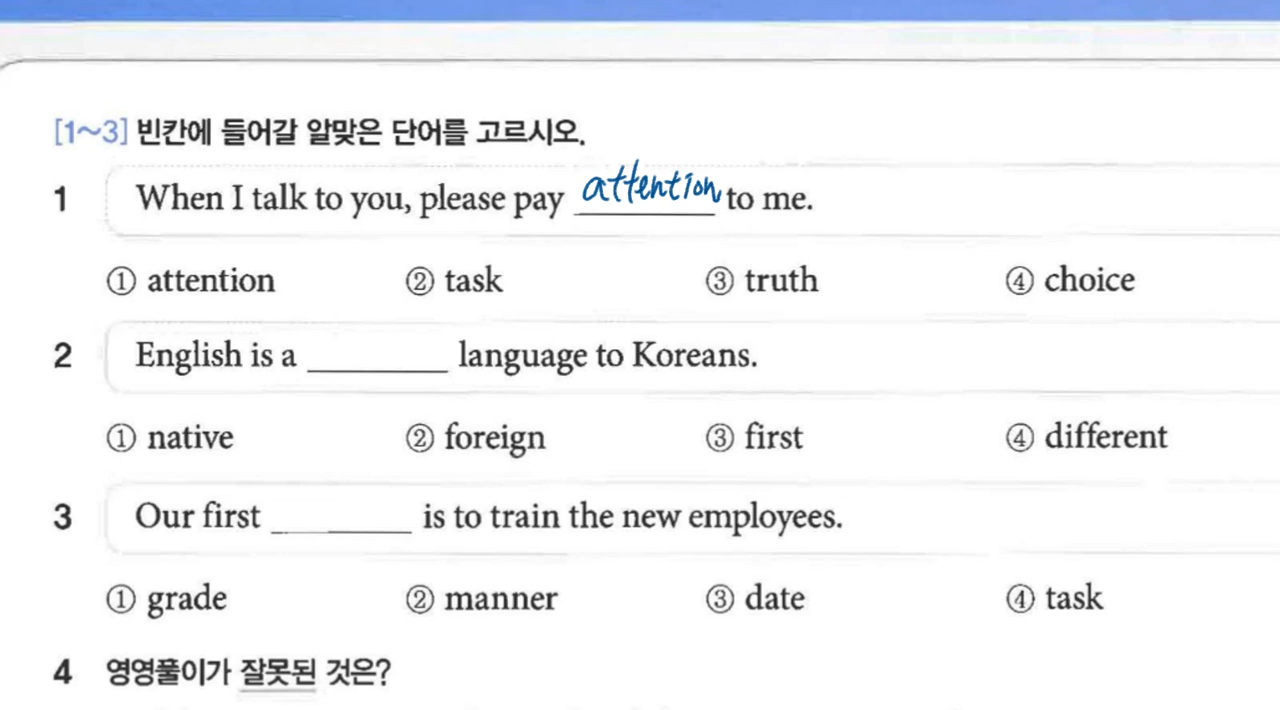 [1~3] 빈칸에 들어갈 알맞은 단어를 고르시오.
1 When I talk to you, please pay attention to me.
① attention ② task ③ truth ④ choice
2 English is a ________ language to Koreans.
① native ② foreign ③ first ④ different
3 Our first ________ is to train the new employees.
① grade ② manner ③ date ④ task
4 영영풀이가 잘못된 것은?